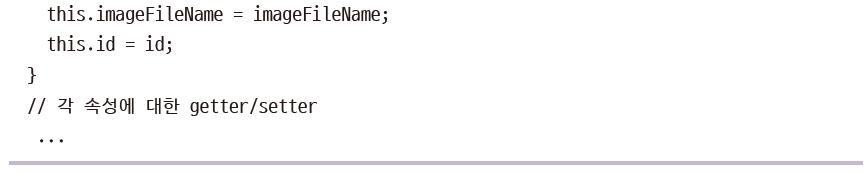 this.imageFileName = imageFileName;
this.id = id;
}
// 각 속성에 대한 getter/setter
...